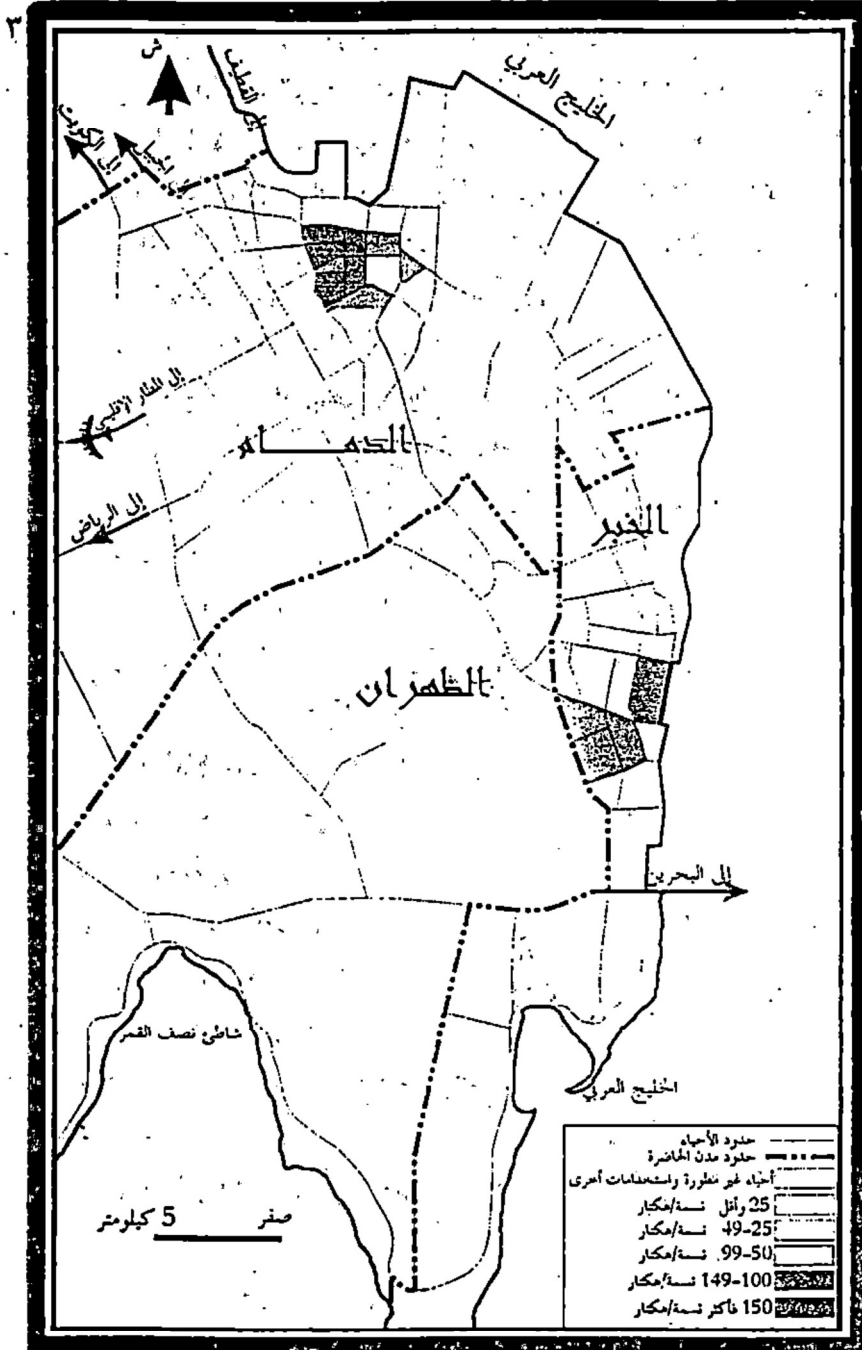 ٣
ش
الخليج العربي
إلى القطيف
إلى الكويت
الجبيل
إلى المطار الإقليمي
الدمام
إلى الرياض
الخبر
الظهران
إلى البحرين
شاطئ نصف القمر
الخليج العربي
صفر 5 كيلومتر
حدود الأحياء
حدود مدن الحاضرة
أحياء غير متطورة واستخدامات أخرى
25 وأقل نسمة/هكتار
49-25 نسمة/هكتار
99-50 نسمة/هكتار
149-100 نسمة/هكتار
150 فأكثر نسمة/هكتار